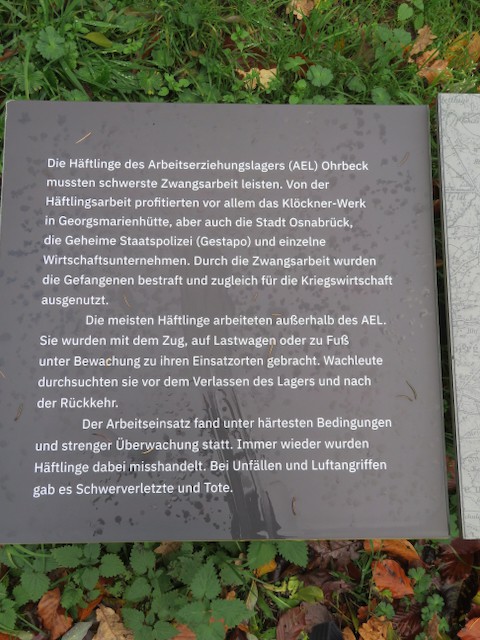 Die Häftlinge des Arbeitserziehungslagers (AEL) Ohrbeck
mussten schwerste Zwangsarbeit leisten. Von der
Häftlingsarbeit profitierten vor allem das Klöckner-Werk
in Georgsmarienhütte, aber auch die Stadt Osnabrück,
die Geheime Staatspolizei (Gestapo) und einzelne
Wirtschaftsunternehmen. Durch die Zwangsarbeit wurden
die Gefangenen bestraft und zugleich für die Kriegswirtschaft
ausgenutzt.
Die meisten Häftlinge arbeiteten außerhalb des AEL.
Sie wurden mit dem Zug, auf Lastwagen oder zu Fuß
unter Bewachung zu ihren Einsatzorten gebracht. Wachleute
durchsuchten sie vor dem Verlassen des Lagers und nach
der Rückkehr.
Der Arbeitseinsatz fand unter härtesten Bedingungen
und strenger Überwachung statt. Immer wieder wurden
Häftlinge dabei misshandelt. Bei Unfällen und Luftangriffen
gab es Schwerverletzte und Tote.